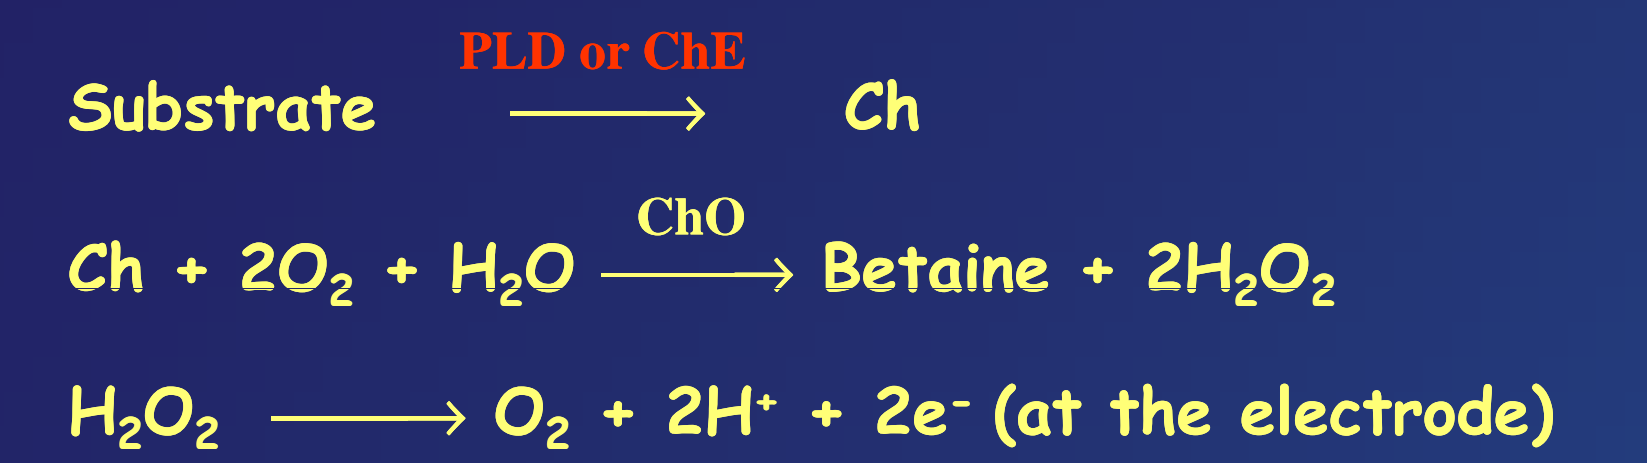 PLD or ChE
Substrate ⟶ Ch
ChO
Ch + 2O₂ + H₂O ⟶ Betaine + 2H₂O₂
H₂O₂ ⟶ O₂ + 2H⁺ + 2e⁻ (at the electrode)